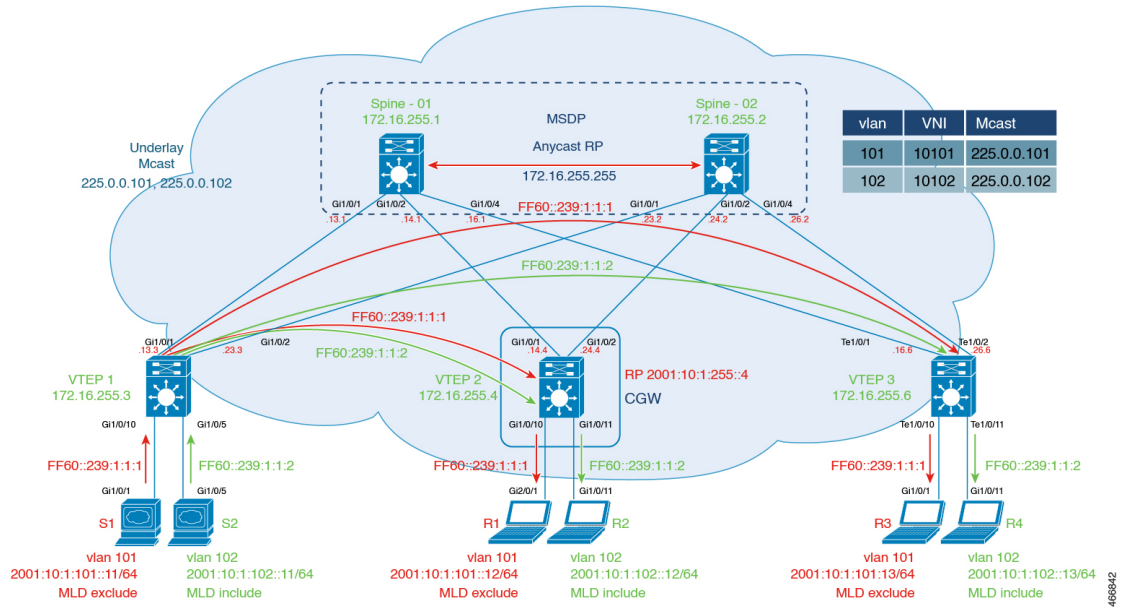 Spine - 01
172.16.255.1
MSDP
Spine - 02
172.16.255.2
Anycast RP
172.16.255.255
vlan VNI Mcast
101 10101 225.0.0.101
102 10102 225.0.0.102
Underlay
Mcast
225.0.0.101, 225.0.0.102
Gi1/0/1 Gi1/0/2 Gi1/0/4 Gi1/0/1 Gi1/0/2 Gi1/0/4
FF60::239:1:1:1
.13.1 .14.1 .16.1 .23.2 .24.2 .26.2
FF60:239:1:1:2
FF60::239:1:1:1
FF60:239:1:1:2
Gi1/0/1 Gi1/0/2
.13.3 .23.3
Gi1/0/1 Gi1/0/2
.14.4 .24.4
Te1/0/1 Te1/0/2
.16.6 .26.6
VTEP 1
172.16.255.3
VTEP 2
172.16.255.4
RP 2001:10:1:255::4
CGW
VTEP 3
172.16.255.6
Gi1/0/10 Gi1/0/5
Gi1/0/10 Gi1/0/11
Te1/0/10 Te1/0/11
FF60::239:1:1:1 FF60::239:1:1:2
FF60::239:1:1:1 FF60::239:1:1:2
FF60::239:1:1:1 FF60::239:1:1:2
Gi1/0/1 Gi1/0/5
Gi2/0/1 Gi1/0/11
Gi1/0/1 Gi1/0/11
S1 S2
R1 R2
R3 R4
vlan 101
2001:10:1:101::11/64
MLD exclude
vlan 102
2001:10:1:102::11/64
MLD include
vlan 101
2001:10:1:101::12/64
MLD exclude
vlan 102
2001:10:1:102::12/64
MLD include
vlan 101
2001:10:1:101:13/64
MLD exclude
vlan 102
2001:10:1:102::13/64
MLD include
466842